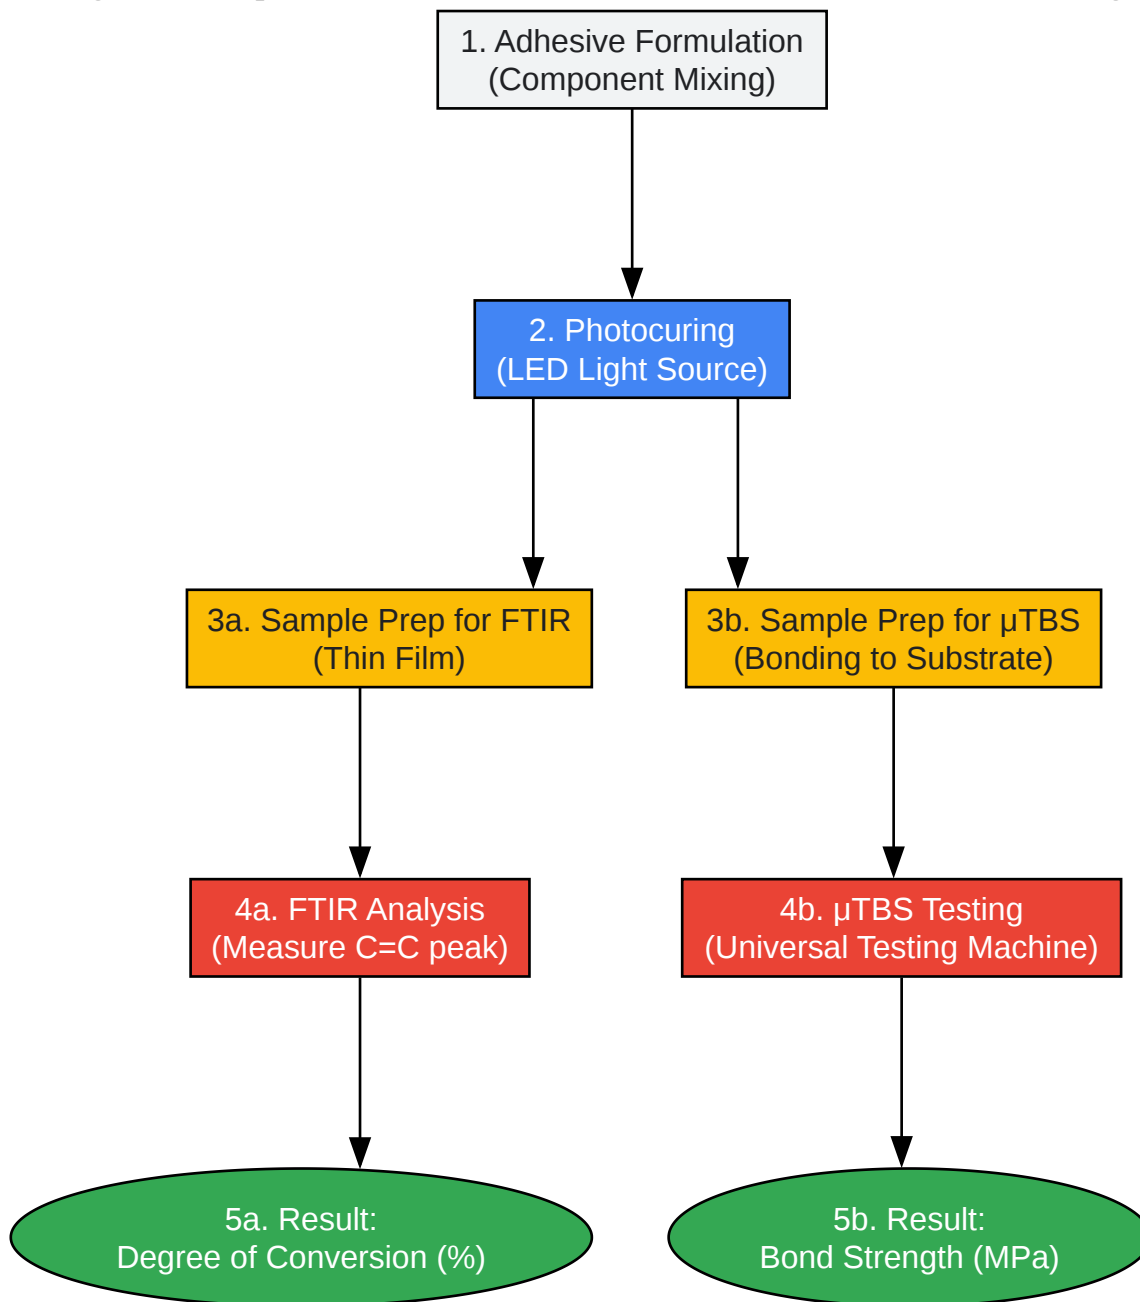 1. Adhesive Formulation
(Component Mixing)
2. Photocuring
(LED Light Source)
3a. Sample Prep for FTIR
(Thin Film)
3b. Sample Prep for μTBS
(Bonding to Substrate)
4a. FTIR Analysis
(Measure C=C peak)
4b. μTBS Testing
(Universal Testing Machine)
5a. Result:
Degree of Conversion (%)
5b. Result:
Bond Strength (MPa)